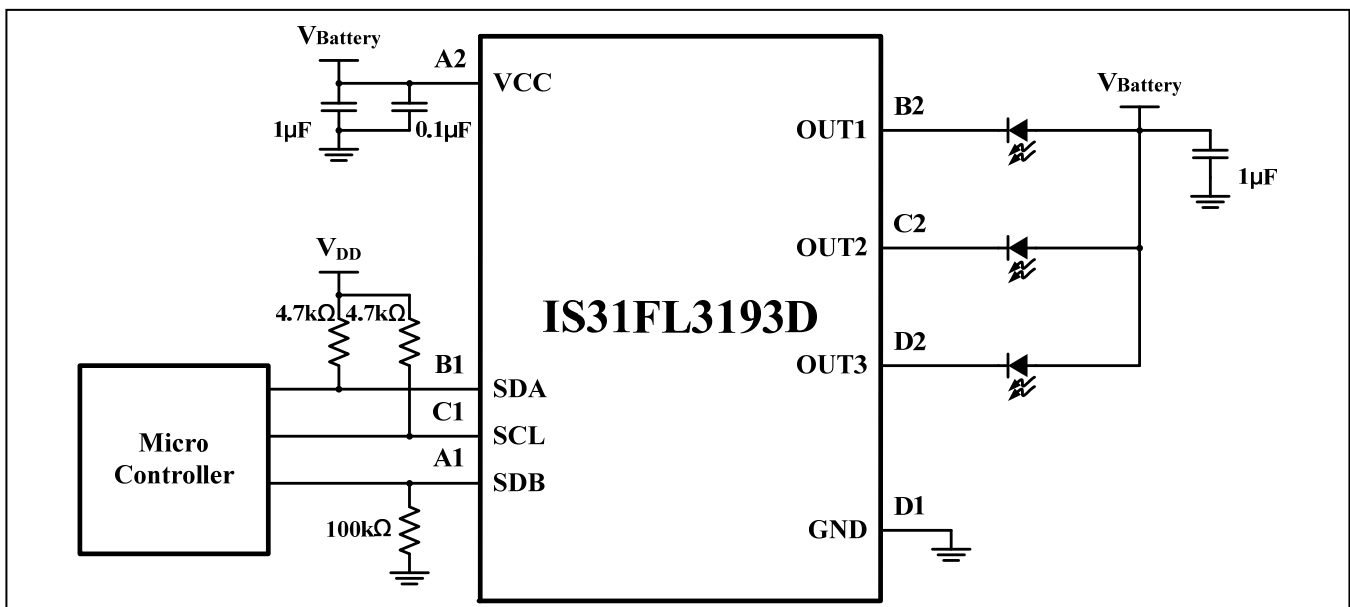 VBattery
A2
VCC
1µF
0.1µF
VDD
4.7kΩ
4.7kΩ
B1
SDA
C1
SCL
A1
SDB
100kΩ
Micro
Controller
IS31FL3193D
B2
OUT1
C2
OUT2
D2
OUT3
D1
GND
VBattery
1µF